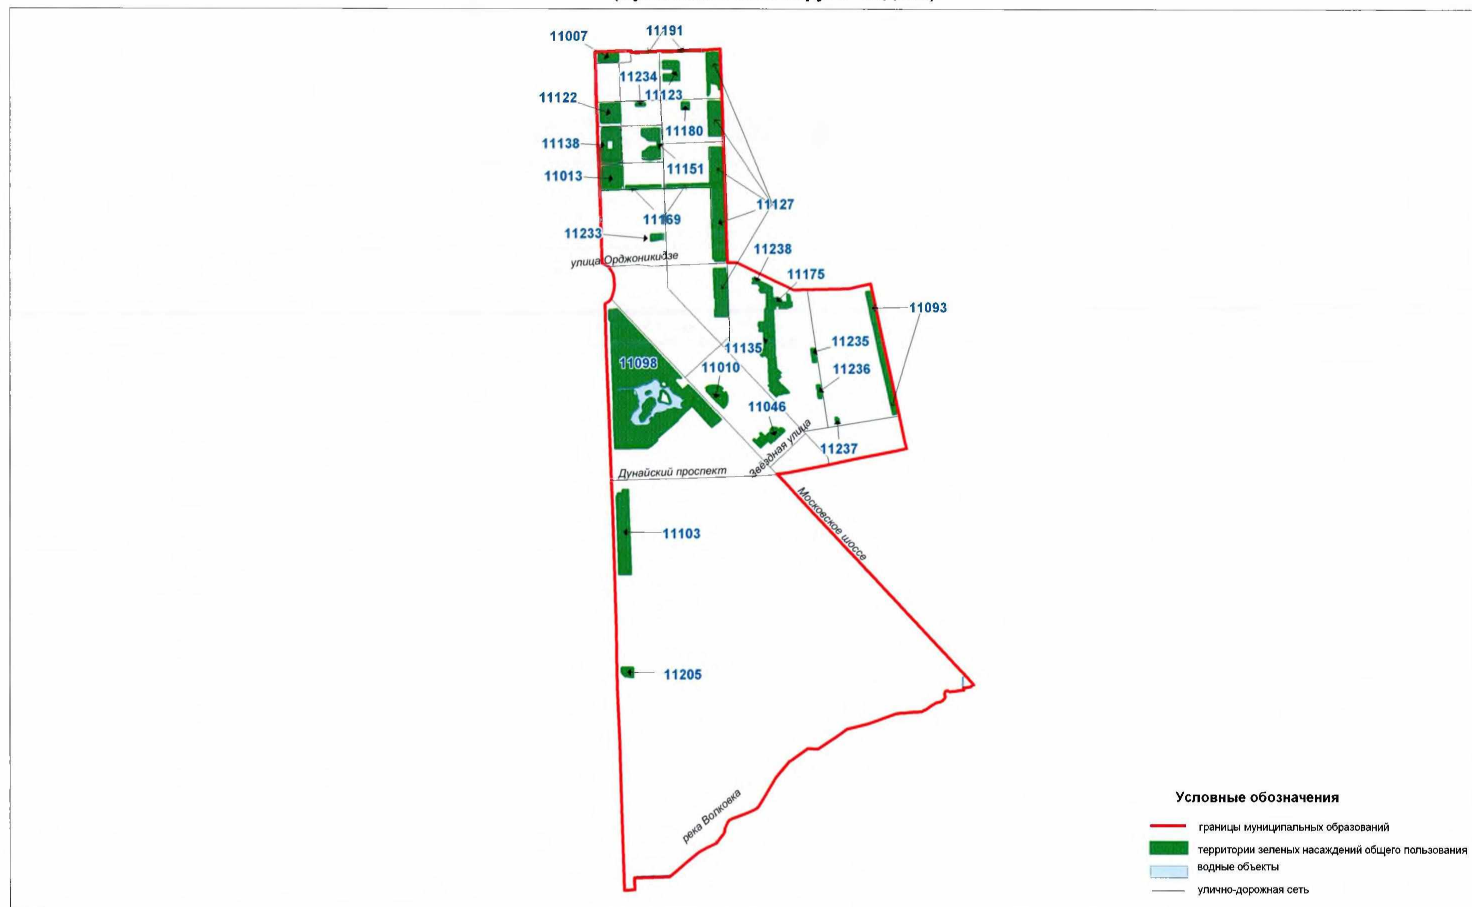 11191
11007
11234
11123
11122
11180
11138
11151
11013
11127
11169
11233
11238
улица Орджоникидзе
11175
11093
11235
11135
11098
11010
11236
11046
Звёздная улица
11237
Дунайский проспект
Московское шоссе
11103
11205
река Волковка
Условные обозначения
границы муниципальных образований
территории зеленых насаждений общего пользования
водные объекты
улично-дорожная сеть